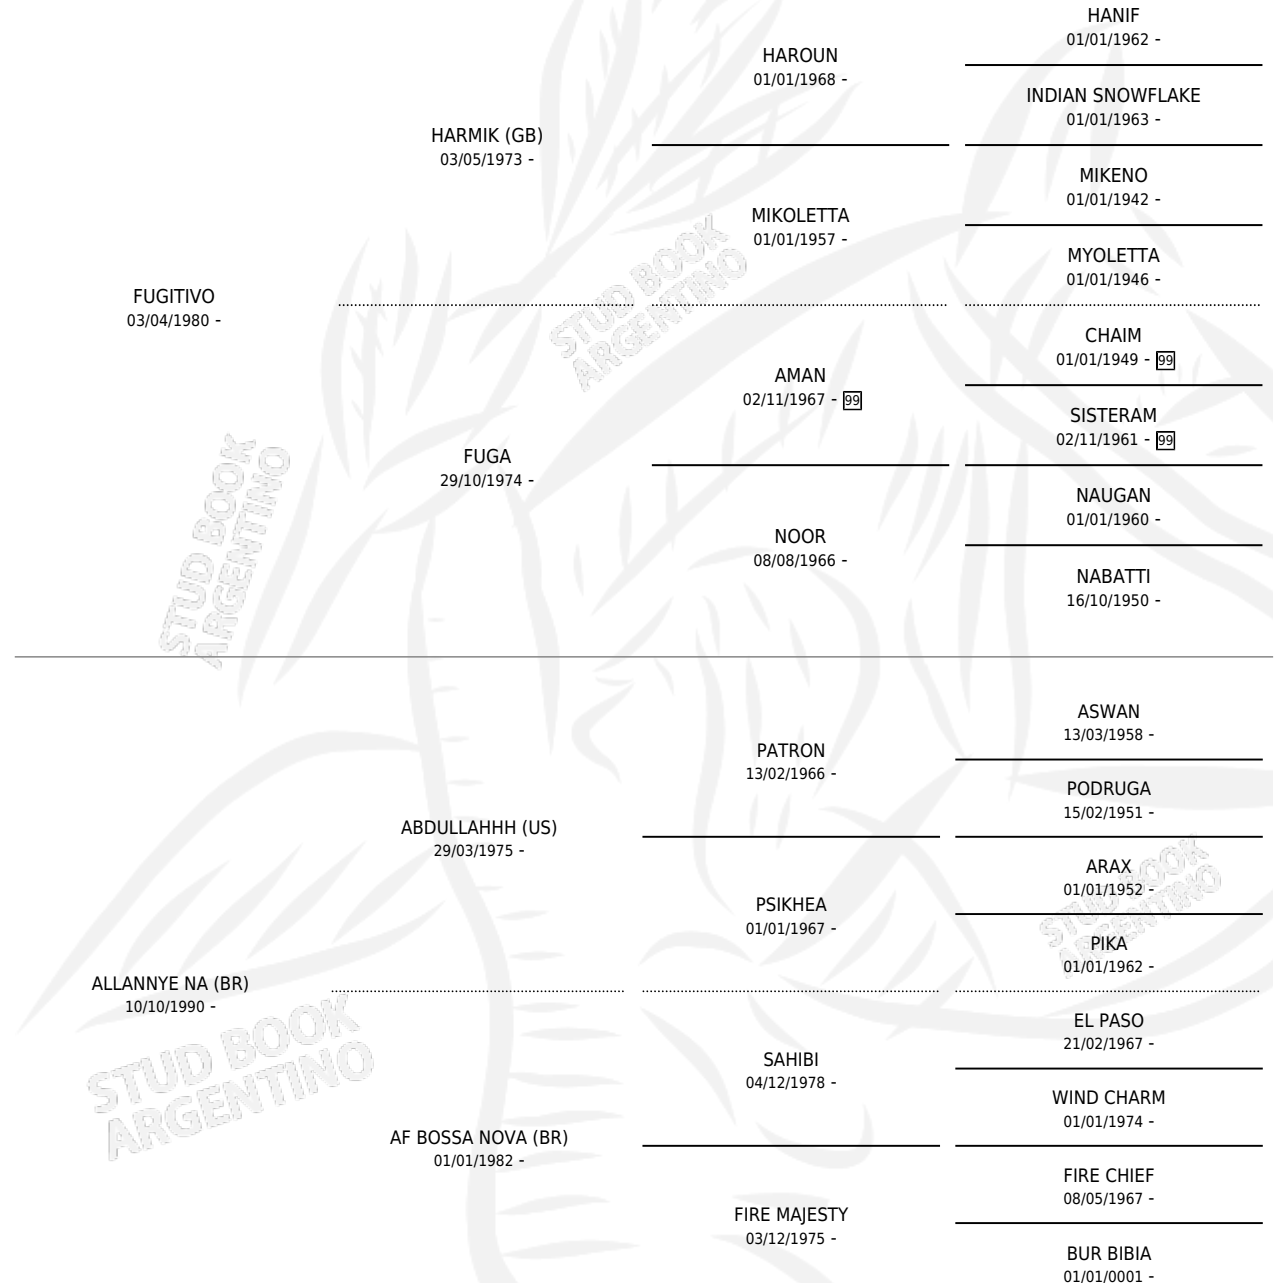 HANIF
01/01/1962 -
HAROUN
01/01/1968 -
INDIAN SNOWFLAKE
01/01/1963 -
HARMIK (GB)
03/05/1973 -
MIKENO
01/01/1942 -
MIKOLETTA
01/01/1957 -
MYOLETTA
01/01/1946 -
FUGITIVO
03/04/1980 -
CHAIM
01/01/1949 - 99
AMAN
02/11/1967 - 99
SISTERAM
02/11/1961 - 99
FUGA
29/10/1974 -
NAUGAN
01/01/1960 -
NOOR
08/08/1966 -
NABATTI
16/10/1950 -
ASWAN
13/03/1958 -
PATRON
13/02/1966 -
PODRUGA
15/02/1951 -
ABDULLAHHH (US)
29/03/1975 -
ARAX
01/01/1952 -
PSIKHEA
01/01/1967 -
PIKA
01/01/1962 -
ALLANNYE NA (BR)
10/10/1990 -
EL PASO
21/02/1967 -
SAHIBI
04/12/1978 -
WIND CHARM
01/01/1974 -
AF BOSSA NOVA (BR)
01/01/1982 -
FIRE CHIEF
08/05/1967 -
FIRE MAJESTY
03/12/1975 -
BUR BIBIA
01/01/0001 -
STUD BOOK
ARGENTINO
STUD BOOK
ARGENTINO
STUD BOOK
ARGENTINO
STUD BOOK
ARGENTINO